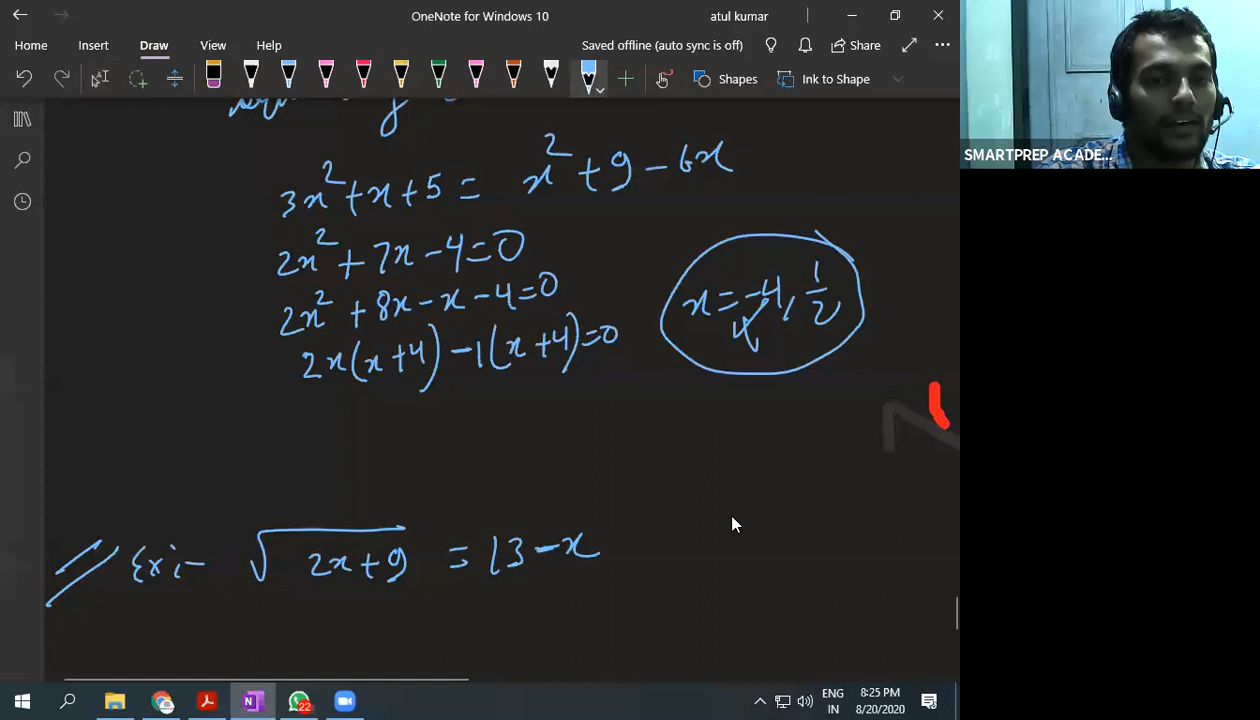 OneNote for Windows 10
atul kumar
Home Insert Draw View Help
Saved offline (auto sync is off)
Share
Shapes
Ink to Shape
SMARTPREP ACADE...
3x²+x+5 = x²+9-6x
2x²+7x-4=0
2x²+8x-x-4=0
2x(x+4)-1(x+4)=0
x=-4, 1/2
Ex:- √2x+9 = 13-x
22
ENG
IN
8:25 PM
8/20/2020